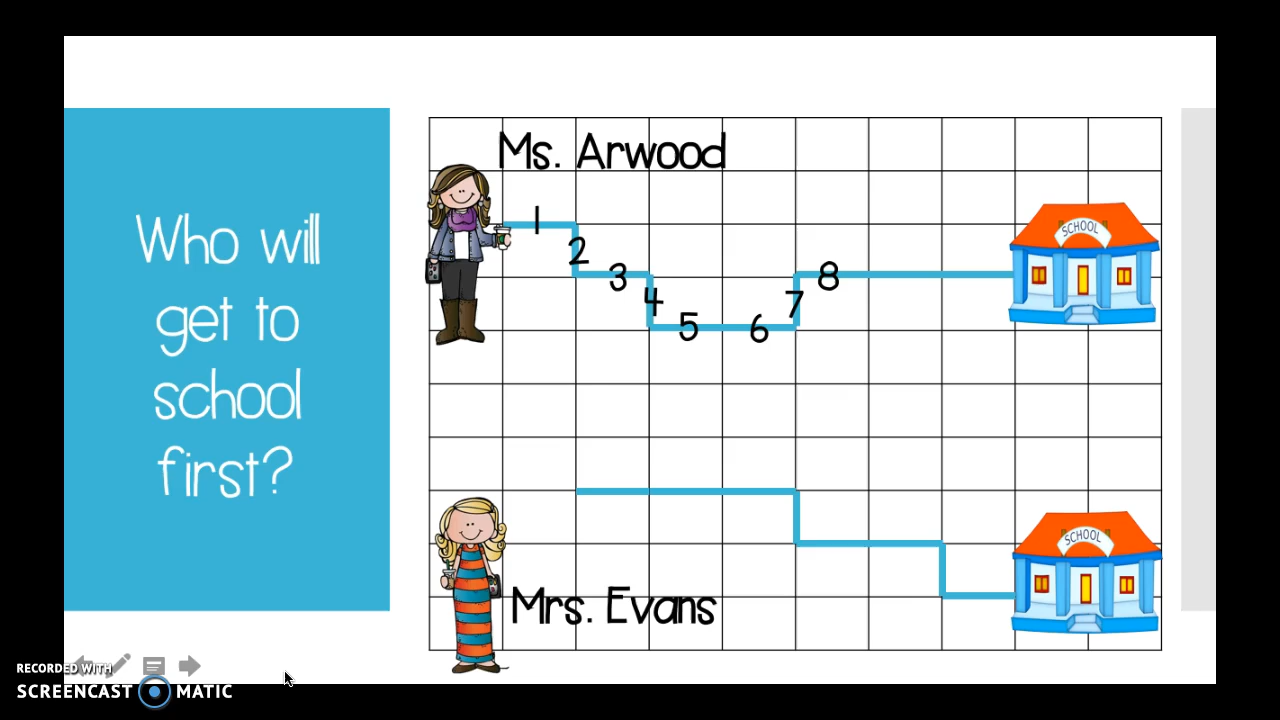 Who will
get to
school
first?
Ms. Arwood
1
2
3
4
5
6
7
8
SCHOOL
SCHOOL
Mrs. Evans
RECORDED WITH
SCREENCAST MATIC